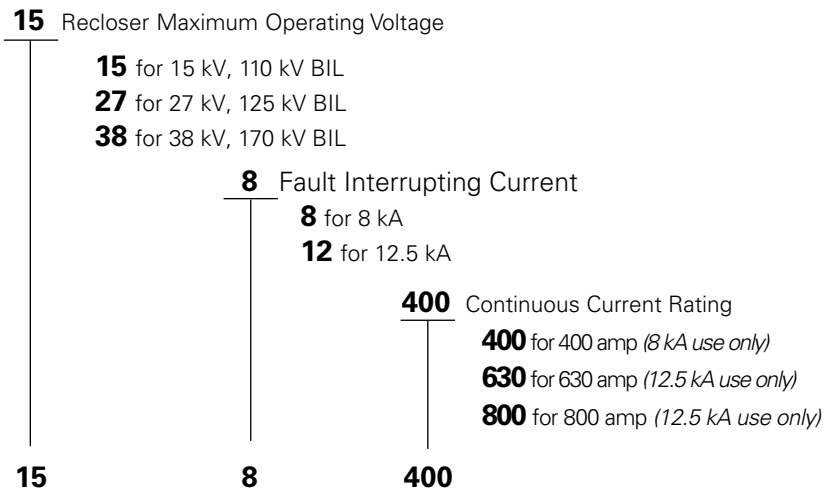 15 Recloser Maximum Operating Voltage
15 for 15 kV, 110 kV BIL
27 for 27 kV, 125 kV BIL
38 for 38 kV, 170 kV BIL
8 Fault Interrupting Current
8 for 8 kA
12 for 12.5 kA
400 Continuous Current Rating
400 for 400 amp (8 kA use only)
630 for 630 amp (12.5 kA use only)
800 for 800 amp (12.5 kA use only)
15 8 400